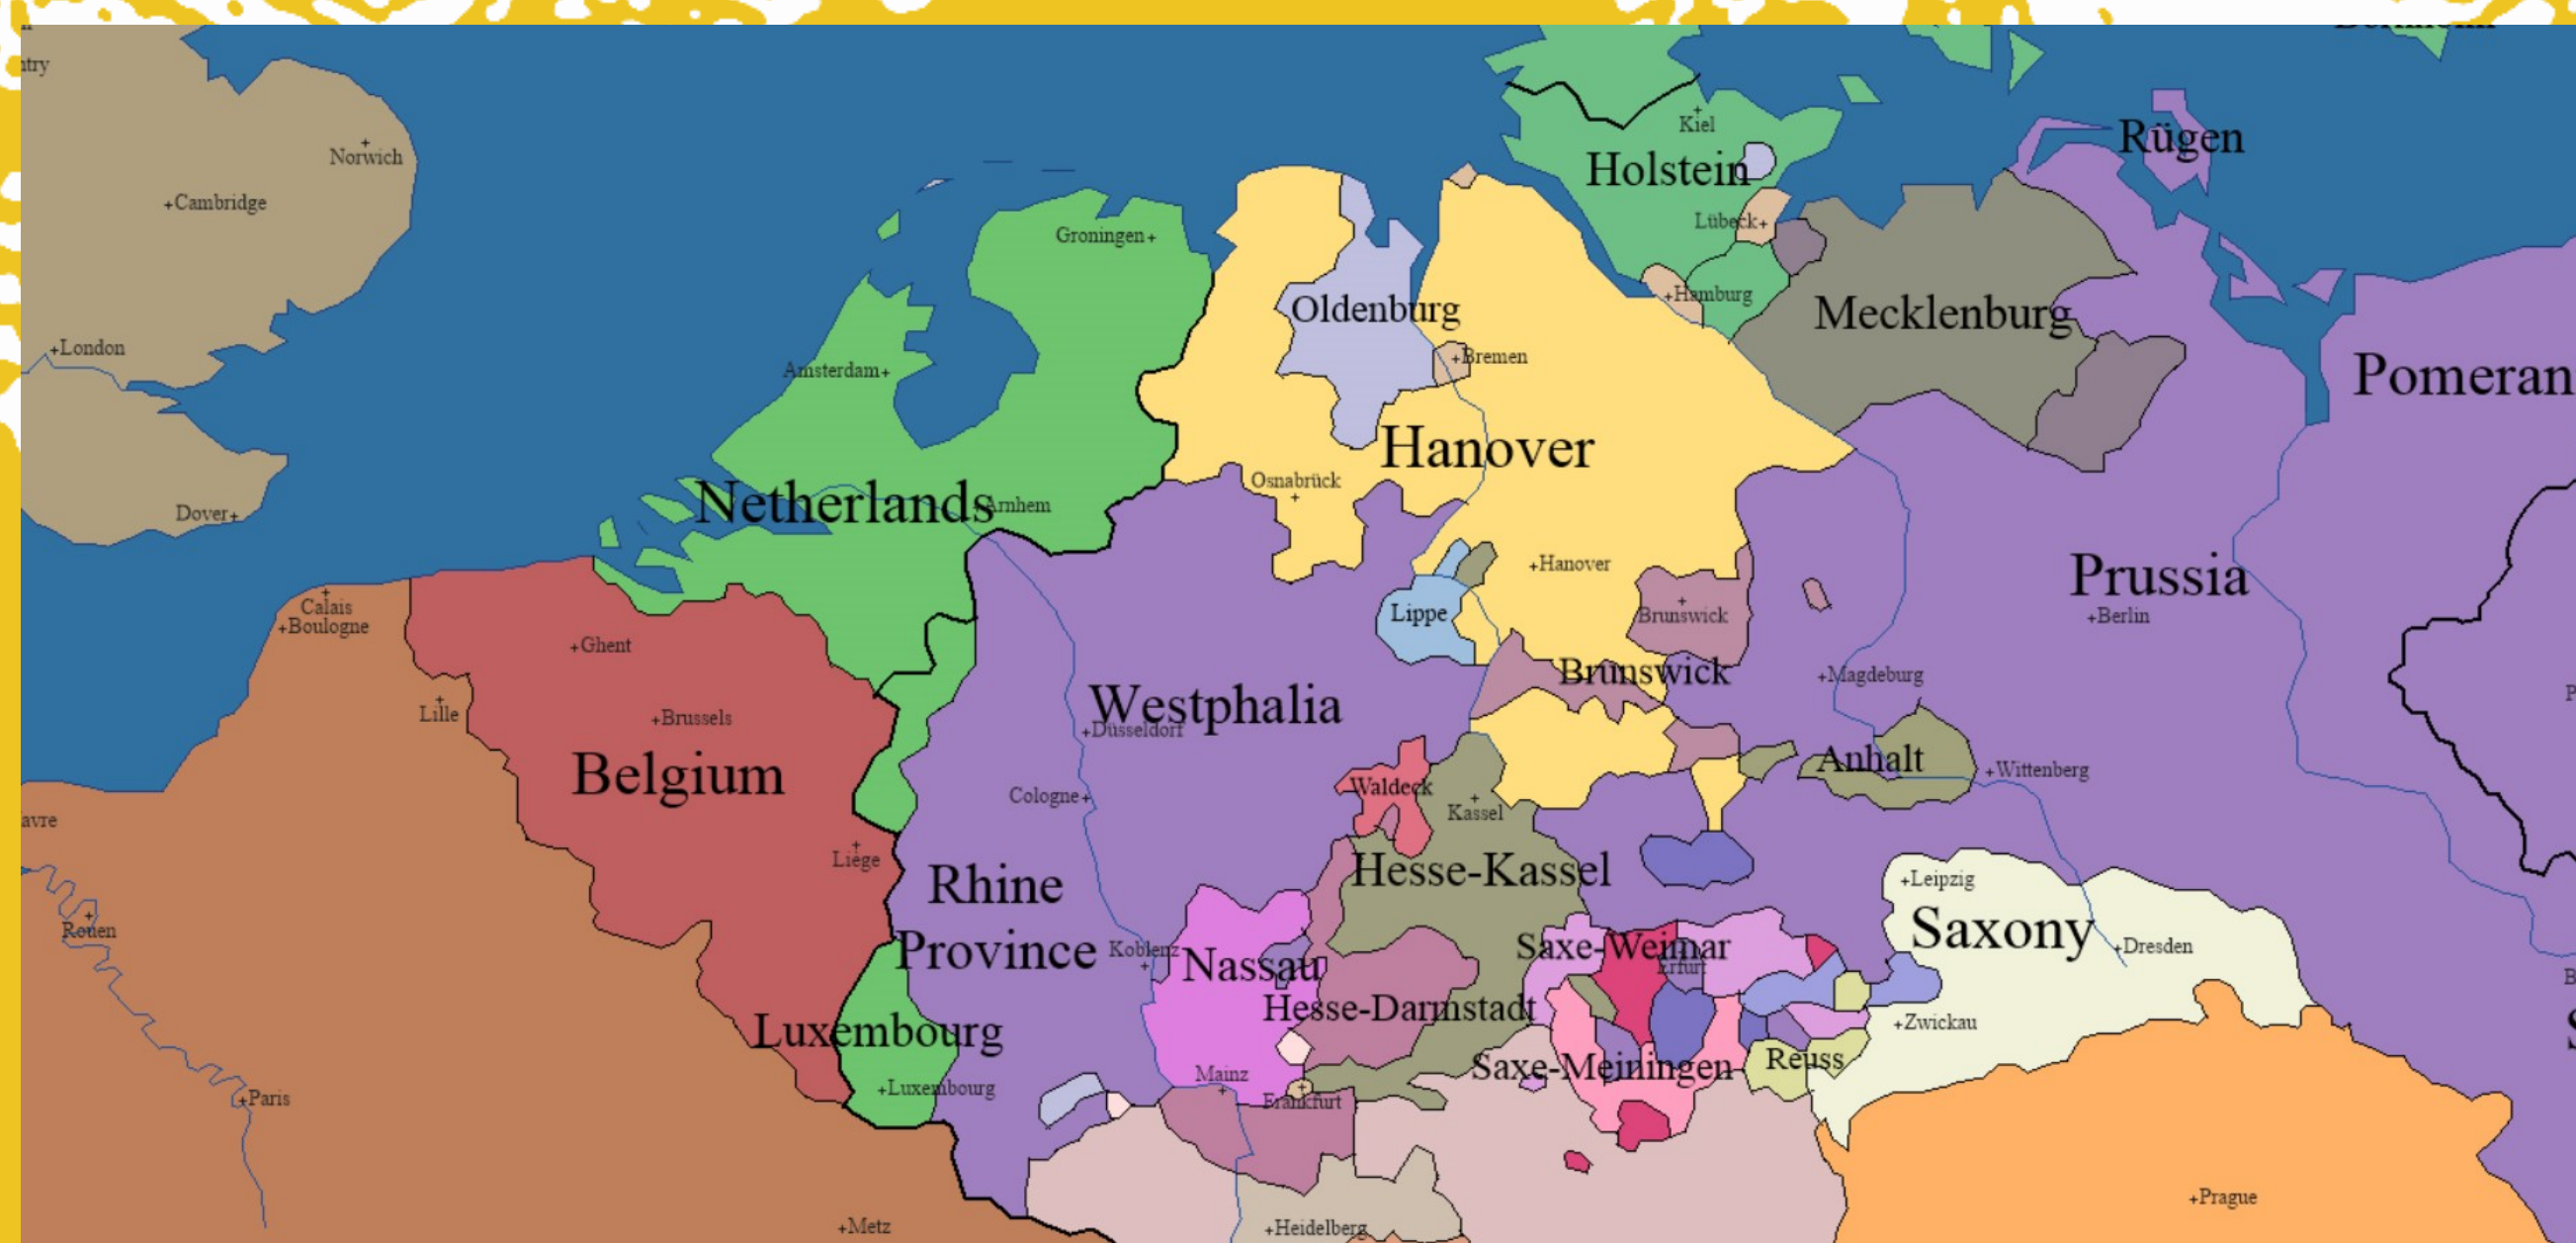 ntry
Norwich
+Cambridge
+London
Dover+
Kiel
Holstein
Lübeck+
+Hamburg
Rügen
Mecklenburg
Pomeran
Groningen+
Amsterdam+
Oldenburg
+Bremen
Hanover
Osnabrück
Netherlands
Arnhem
+Hanover
Lippe
Brunswick
Brunswick
Prussia
+Berlin
+Magdeburg
Calais
+Boulogne
+Ghent
Lille
+Brussels
Belgium
Liège
Westphalia
+Düsseldorf
Cologne+
Waldeck
Kassel
Anhalt
+Wittenberg
avre
Rouen
+Paris
Rhine
Province
Koblenz
Nassau
Hesse-Kassel
Hesse-Darmstadt
Saxe-Weimar
Erfurt
+Leipzig
Saxony
+Dresden
+Zwickau
Luxembourg
+Luxembourg
Mainz
Frankfurt
Saxe-Meiningen
Reuss
+Metz
+Heidelberg
+Prague